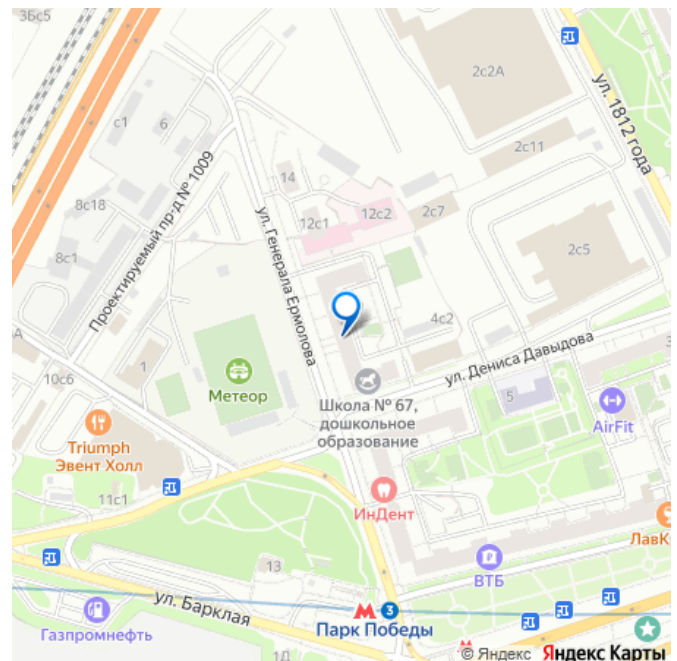 3Бс5
2с2А
ул. 1812 года
с1
6
2с11
Проектируемый пр-д № 1009
14
8с18
12с1
12с2
2с7
ул. Генерала Ермолова
8с1
2с5
4с2
ул. Дениса Давыдова
1
Метеор
10с6
5
Школа № 67,
дошкольное
образование
AirFit
Triumph
Эвент Холл
11с1
ИнДент
ЛавК
ВТБ
13
ул. Барклая
3
Газпромнефть
Парк Победы
1Д
© Яндекс Яндекс Карты